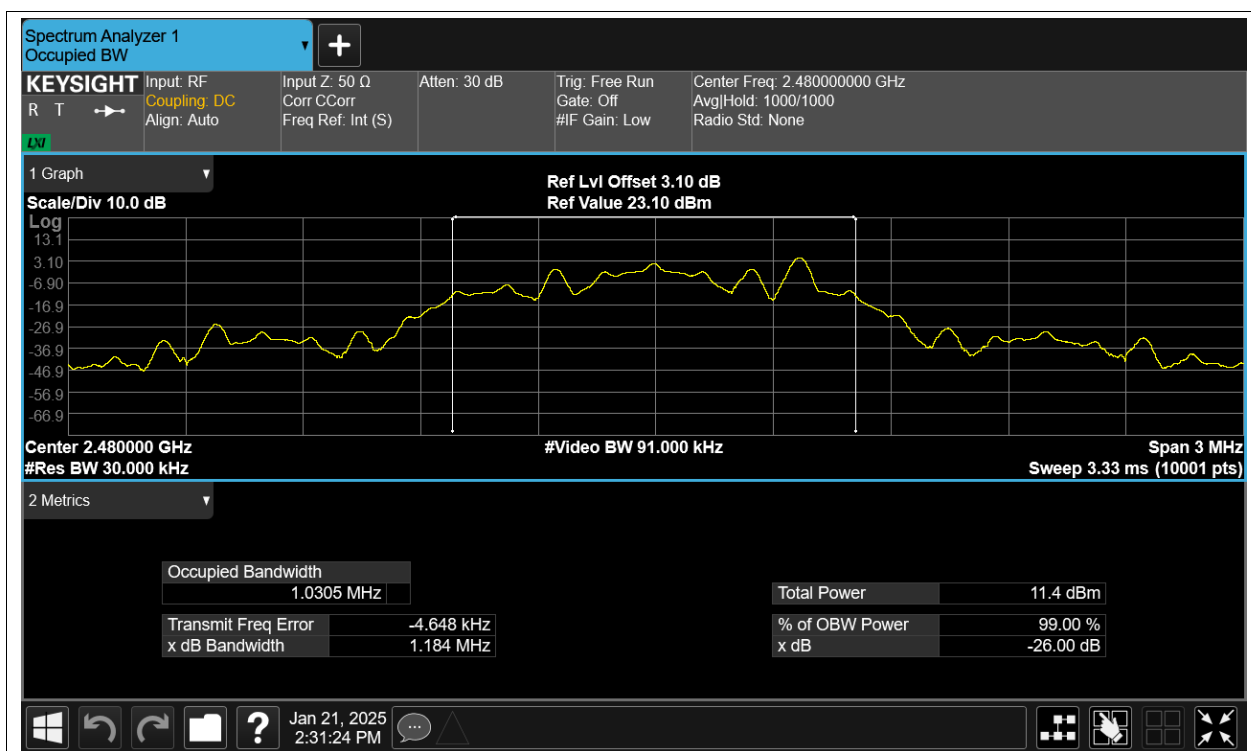 Spectrum Analyzer 1
Occupied BW
KEYSIGHT
R T
LXI
Input: RF
Coupling: DC
Align: Auto
Input Z: 50 Ω
Corr CCorr
Freq Ref: Int (S)
Atten: 30 dB
Trig: Free Run
Gate: Off
#IF Gain: Low
Center Freq: 2.480000000 GHz
Avg|Hold: 1000/1000
Radio Std: None
1 Graph
Scale/Div 10.0 dB
Ref Lvl Offset 3.10 dB
Ref Value 23.10 dBm
Log
13.1
3.10
-6.90
-16.9
-26.9
-36.9
-46.9
-56.9
-66.9
Center 2.480000 GHz
#Res BW 30.000 kHz
#Video BW 91.000 kHz
Span 3 MHz
Sweep 3.33 ms (10001 pts)
2 Metrics
Occupied Bandwidth
1.0305 MHz
Transmit Freq Error -4.648 kHz
x dB Bandwidth 1.184 MHz
Total Power 11.4 dBm
% of OBW Power 99.00 %
x dB -26.00 dB
?
Jan 21, 2025
2:31:24 PM